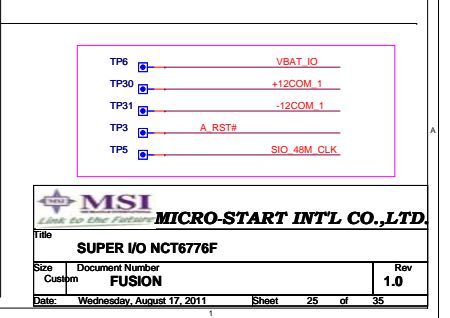 TP6 VBAT_IO
TP30 +12COM_1
TP31 -12COM_1
TP3 A_RST#
TP5 SIO_48M_CLK
A
MSI
Link to the Future
MICRO-START INT'L CO.,LTD.
Title
SUPER I/O NCT6776F
Size Document Number Rev
Custom FUSION 1.0
Date: Wednesday, August 17, 2011 Sheet 25 of 35
1